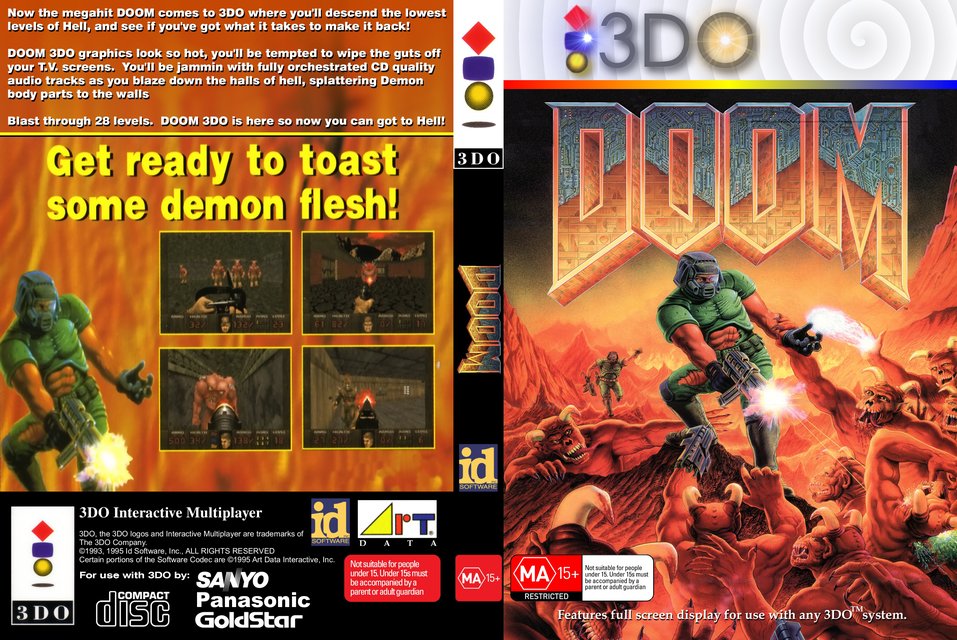 Now the megahit DOOM comes to 3DO where you'll descend the lowest
levels of Hell, and see if you've got what it takes to make it back!
DOOM 3DO graphics look so hot, you'll be tempted to wipe the guts off
your T.V. screens. You'll be jammin with fully orchestrated CD quality
audio tracks as you blaze down the halls of hell, splattering Demon
body parts to the walls
Blast through 28 levels. DOOM 3DO is here so now you can got to Hell!
Get ready to toast
some demon flesh!
3DO
3DO Interactive Multiplayer
3DO, the 3DO logos and Interactive Multiplayer are trademarks of
The 3DO Company.
©1993, 1995 Id Software, Inc., ALL RIGHTS RESERVED
Certain portions of the Software Codec are ©1995 Art Data Interactive, Inc.
For use with 3DO by:
COMPACT
disc
SANYO
Panasonic
GoldStar
id
SOFTWARE
ArT
DATA
Not suitable for people
under 15. Under 15s must
be accompanied by a
parent or adult guardian
3DO
DOOM
id
SOFTWARE
MA 15+
3DO
DOOM
MA 15+
RESTRICTED
Not suitable for people
under 15. Under 15s must
be accompanied by a
parent or adult guardian
Features full screen display for use with any 3DO™ system.